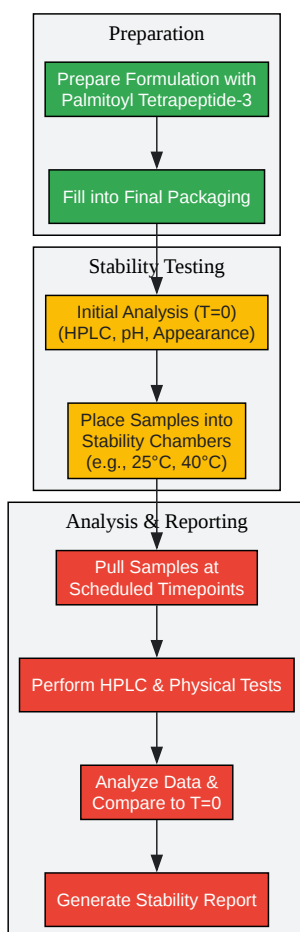 Preparation
Prepare Formulation with
Palmitoyl Tetrapeptide-3
Fill into Final Packaging
Stability Testing
Initial Analysis (T=0)
(HPLC, pH, Appearance)
Place Samples into
Stability Chambers
(e.g., 25°C, 40°C)
Analysis & Reporting
Pull Samples at
Scheduled Timepoints
Perform HPLC & Physical Tests
Analyze Data &
Compare to T=0
Generate Stability Report